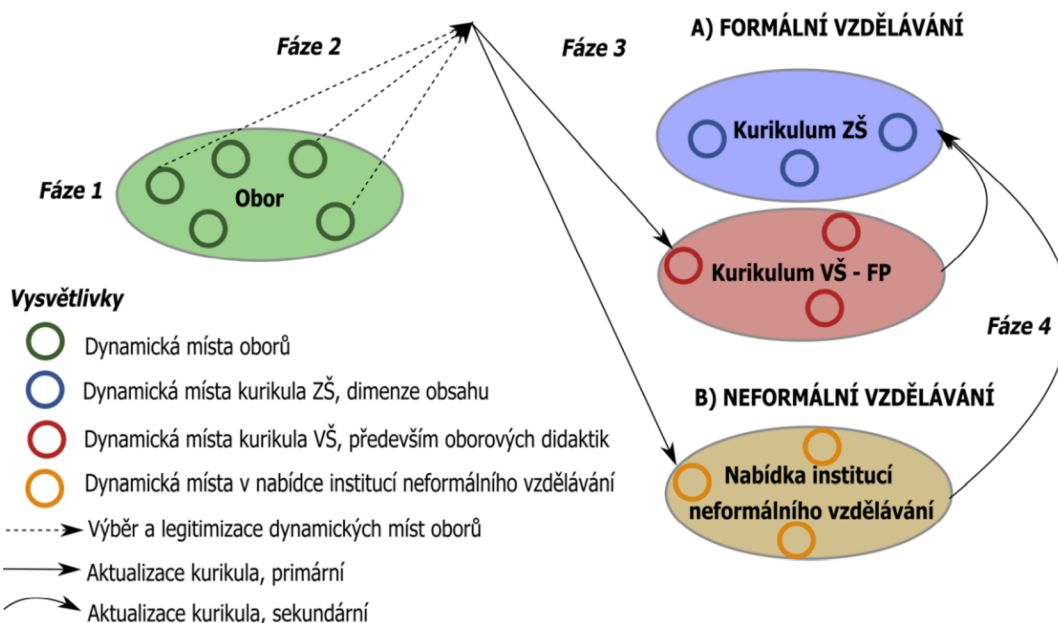 Fáze 2
Fáze 3
A) FORMÁLNÍ VZDĚLÁVÁNÍ
Kurikulum ZŠ
Fáze 1
Obor
Kurikulum VŠ - FP
Fáze 4
B) NEFORMÁLNÍ VZDĚLÁVÁNÍ
Nabídka institucí
neformálního vzdělávání
Vysvětlivky
Dynamická místa oborů
Dynamická místa kurikula ZŠ, dimenze obsahu
Dynamická místa kurikula VŠ, především oborových didaktik
Dynamická místa v nabídce institucí neformálního vzdělávání
Výběr a legitimizace dynamických míst oborů
Aktualizace kurikula, primární
Aktualizace kurikula, sekundární